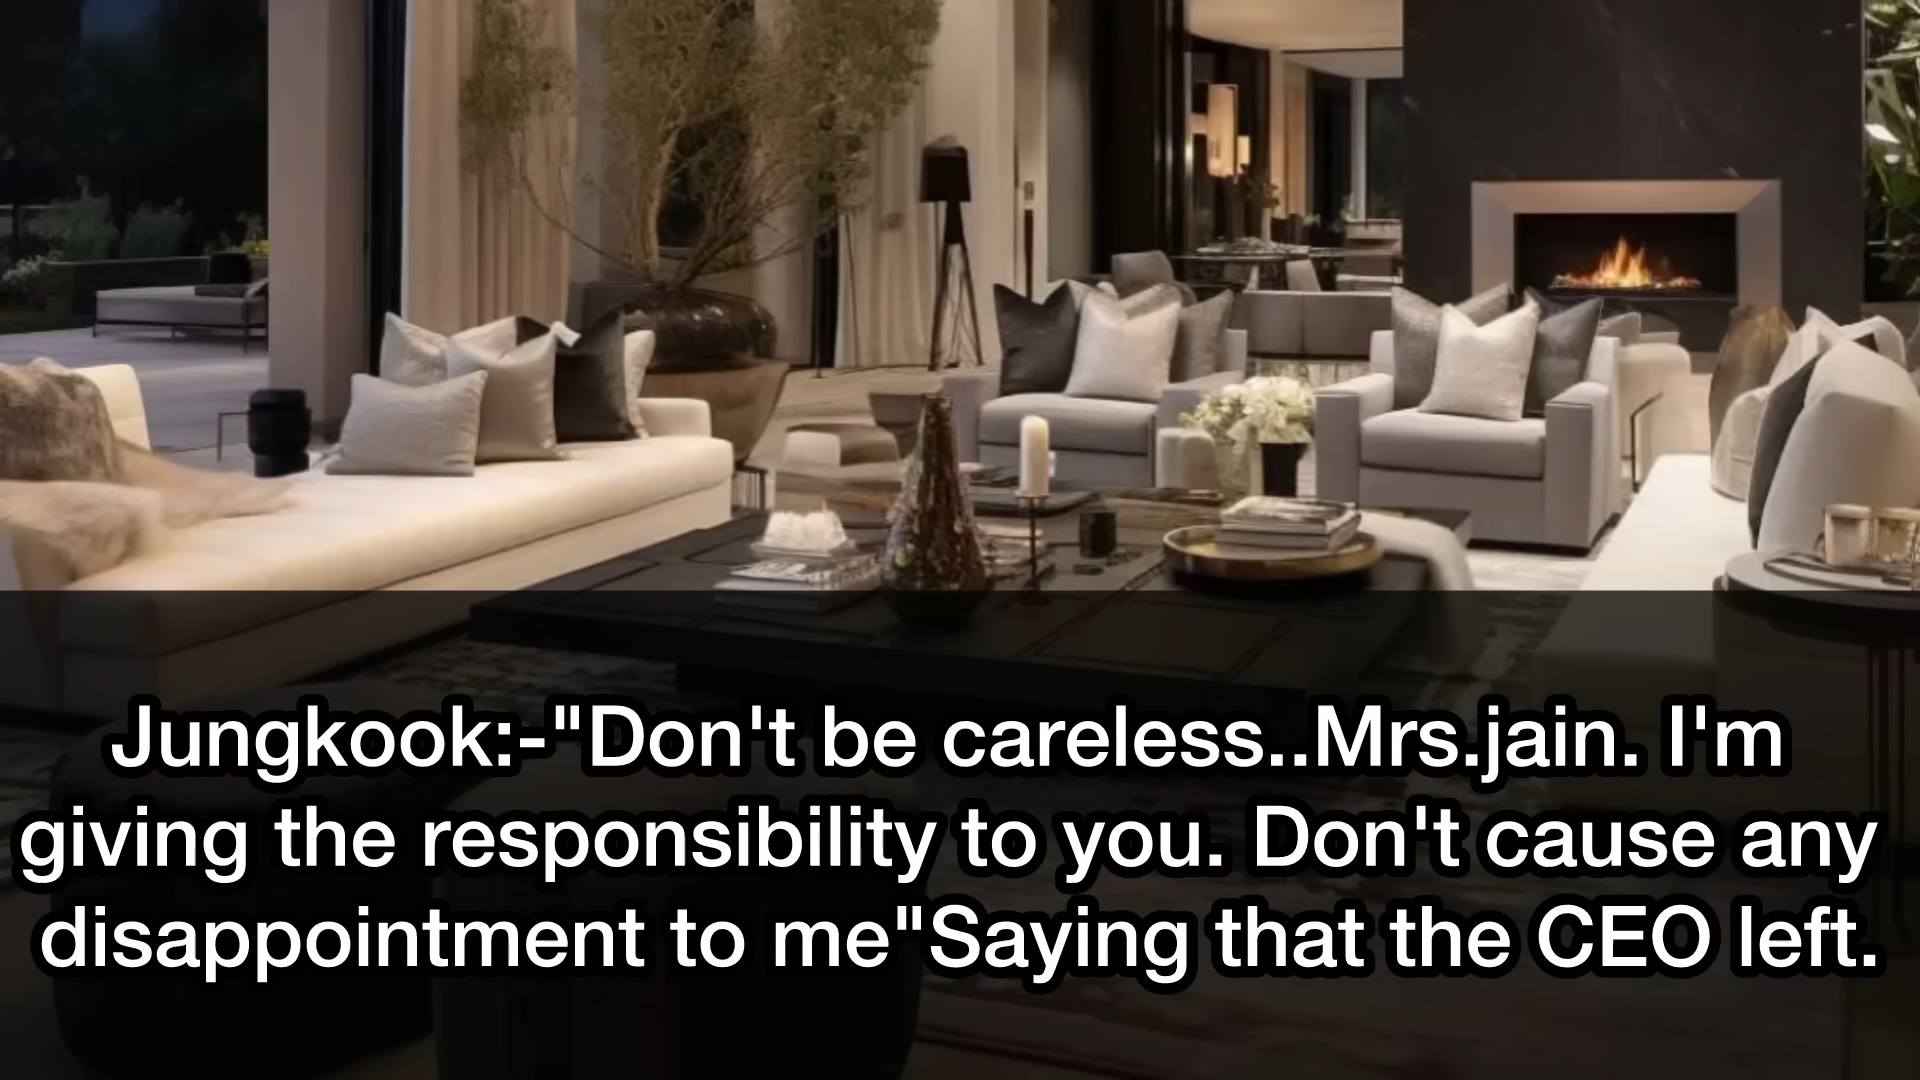 Jungkook:-"Don't be careless..Mrs.jain. I'm
giving the responsibility to you. Don't cause any
disappointment to me"Saying that the CEO left.